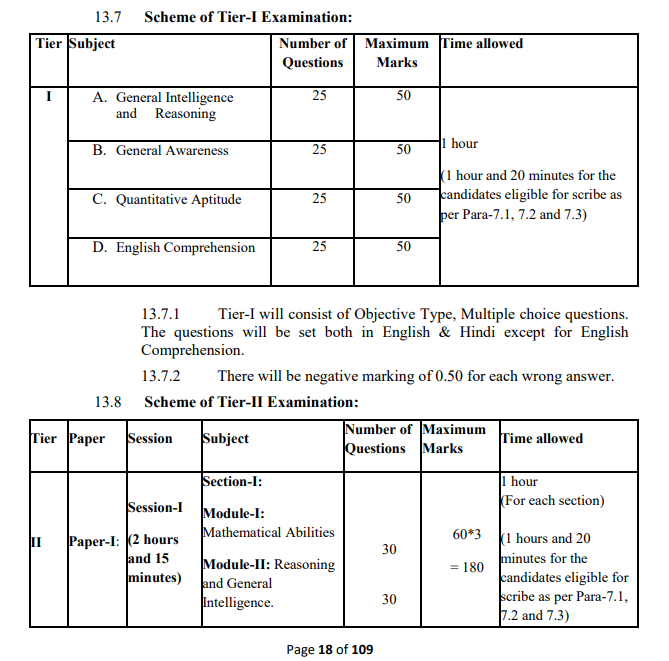 13.7 Scheme of Tier-I Examination:
Tier Subject Number of Questions Maximum Marks Time allowed
I A. General Intelligence and Reasoning 25 50
B. General Awareness 25 50
C. Quantitative Aptitude 25 50
D. English Comprehension 25 50
1 hour
(1 hour and 20 minutes for the
candidates eligible for scribe as
per Para-7.1, 7.2 and 7.3)
13.7.1 Tier-I will consist of Objective Type, Multiple choice questions.
The questions will be set both in English & Hindi except for English
Comprehension.
13.7.2 There will be negative marking of 0.50 for each wrong answer.
13.8 Scheme of Tier-II Examination:
Tier Paper Session Subject Number of Questions Maximum Marks Time allowed
II Paper-I:
Session-I
(2 hours
and 15
minutes)
Section-I:
Module-I:
Mathematical Abilities
Module-II: Reasoning
and General
Intelligence.
30
30
60*3
= 180
1 hour
(For each section)
(1 hours and 20
minutes for the
candidates eligible for
scribe as per Para-7.1,
7.2 and 7.3)
Page 18 of 109